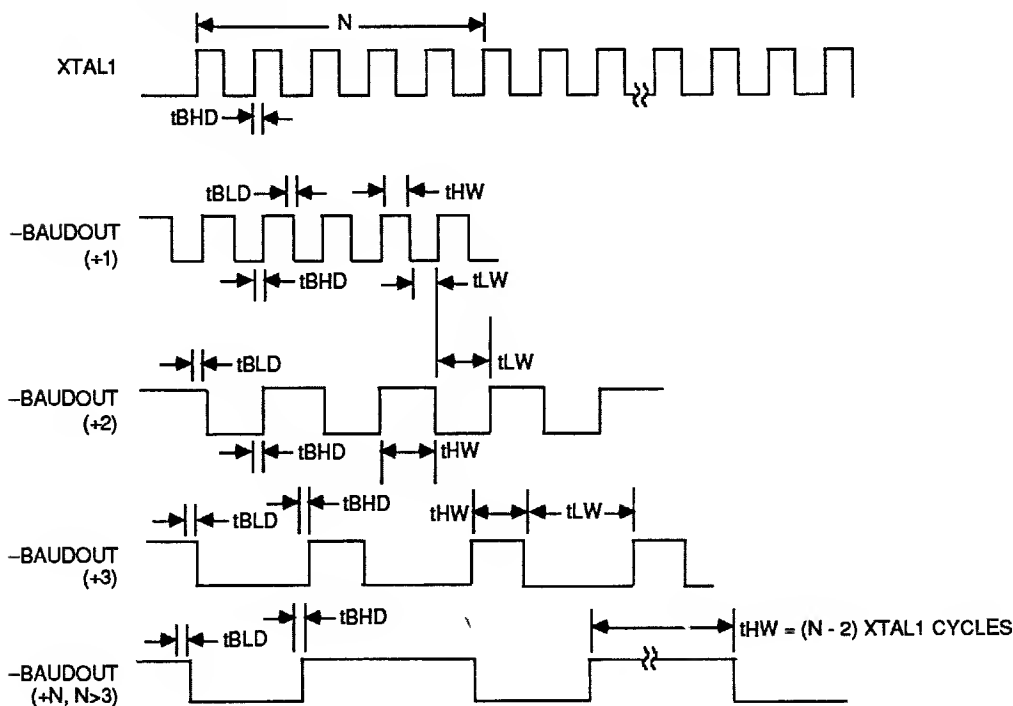 N
XTAL1
tBHD
tBLD
tHW
–BAUDOUT
(÷1)
tBHD
tLW
tBLD
tLW
–BAUDOUT
(÷2)
tBHD
tHW
tBHD
tBLD
tHW
tLW
–BAUDOUT
(÷3)
tBHD
tBLD
tHW = (N - 2) XTAL1 CYCLES
–BAUDOUT
(÷N, N>3)